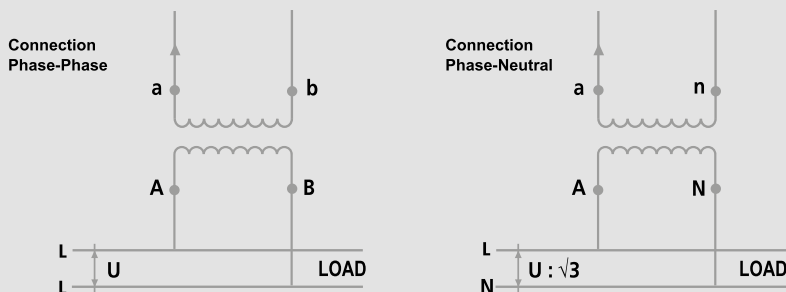 Connection
Phase-Phase
a
b
A
B
L
U
LOAD
L
Connection
Phase-Neutral
a
n
A
N
L
U : √3
LOAD
N